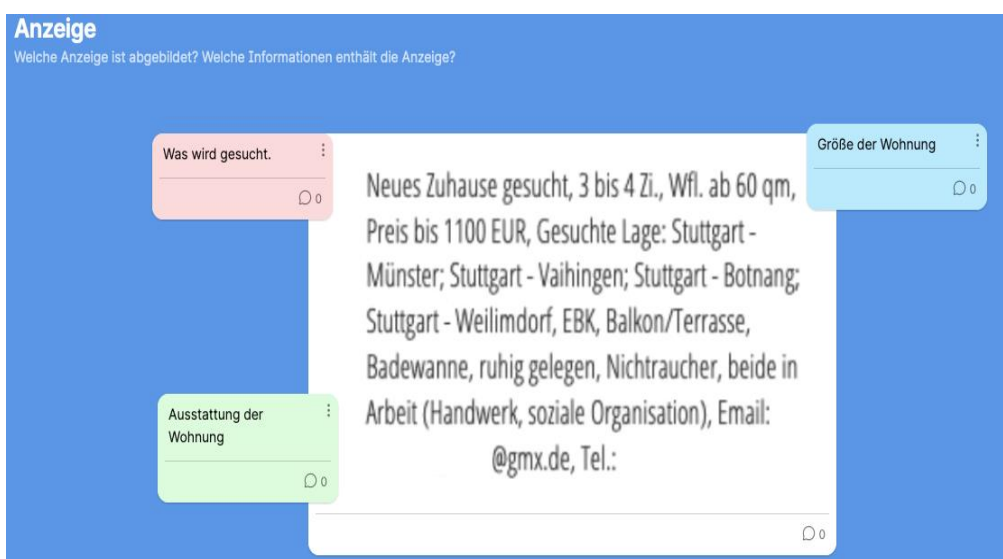 Anzeige
Welche Anzeige ist abgebildet? Welche Informationen enthält die Anzeige?
Was wird gesucht.
0
Größe der Wohnung
0
Neues Zuhause gesucht, 3 bis 4 Zi., Wfl. ab 60 qm,
Preis bis 1100 EUR, Gesuchte Lage: Stuttgart -
Münster; Stuttgart - Vaihingen; Stuttgart - Botnang;
Stuttgart - Weilimdorf, EBK, Balkon/Terrasse,
Badewanne, ruhig gelegen, Nichtraucher, beide in
Arbeit (Handwerk, soziale Organisation), Email:
@gmx.de, Tel.:
0
Ausstattung der
Wohnung
0